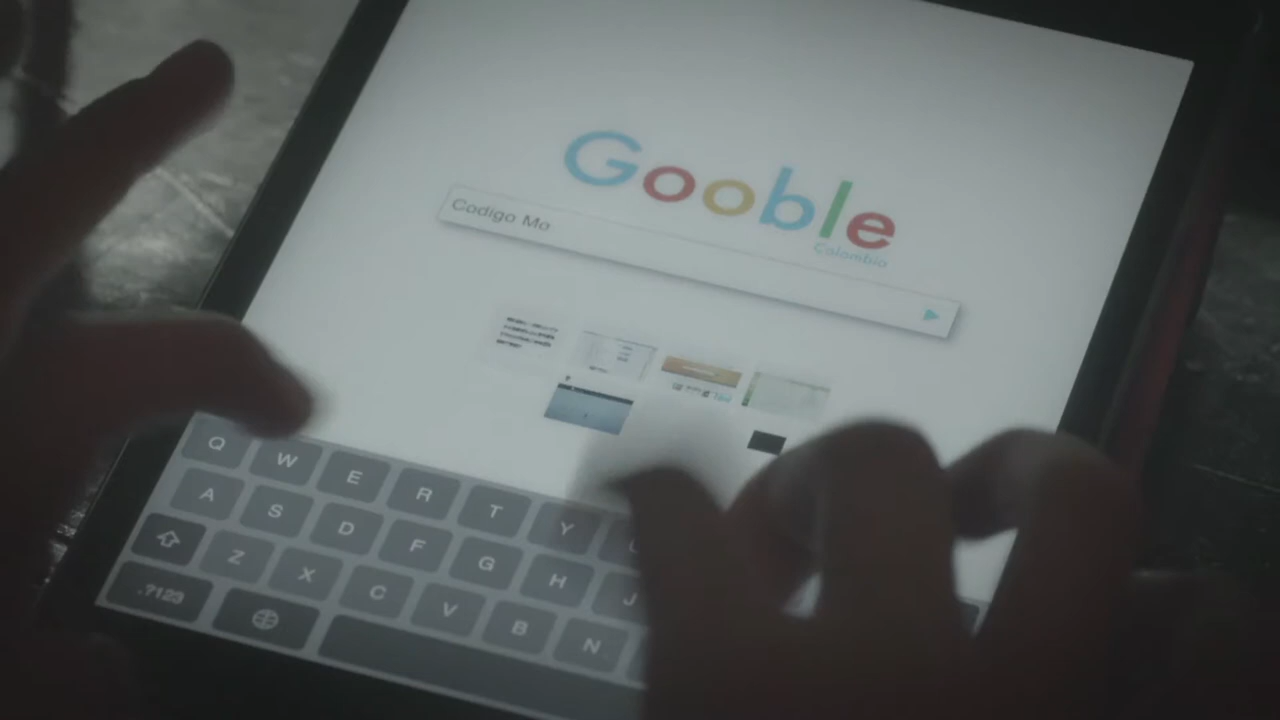 Gooble
Colombia
Codigo Mo
Q W E R T Y
A S D F G H J
Z X C V B N
.?123